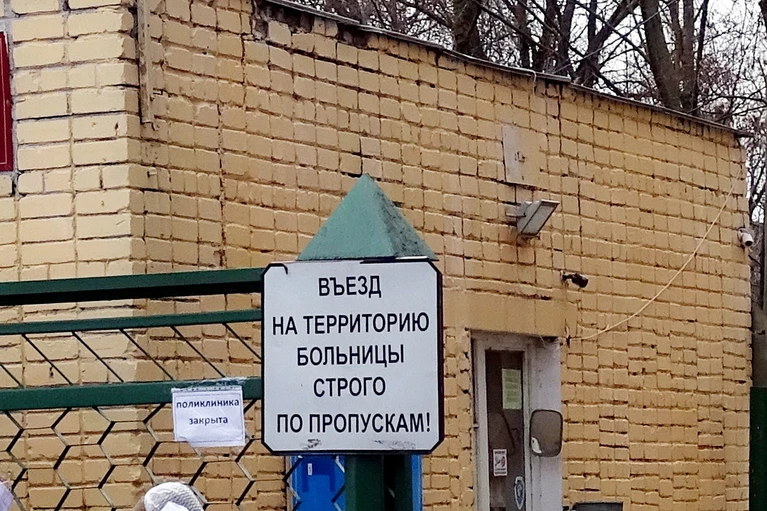 ВЪЕЗД
НА ТЕРРИТОРИЮ
БОЛЬНИЦЫ
СТРОГО
ПО ПРОПУСКАМ!
поликлиника
закрыта